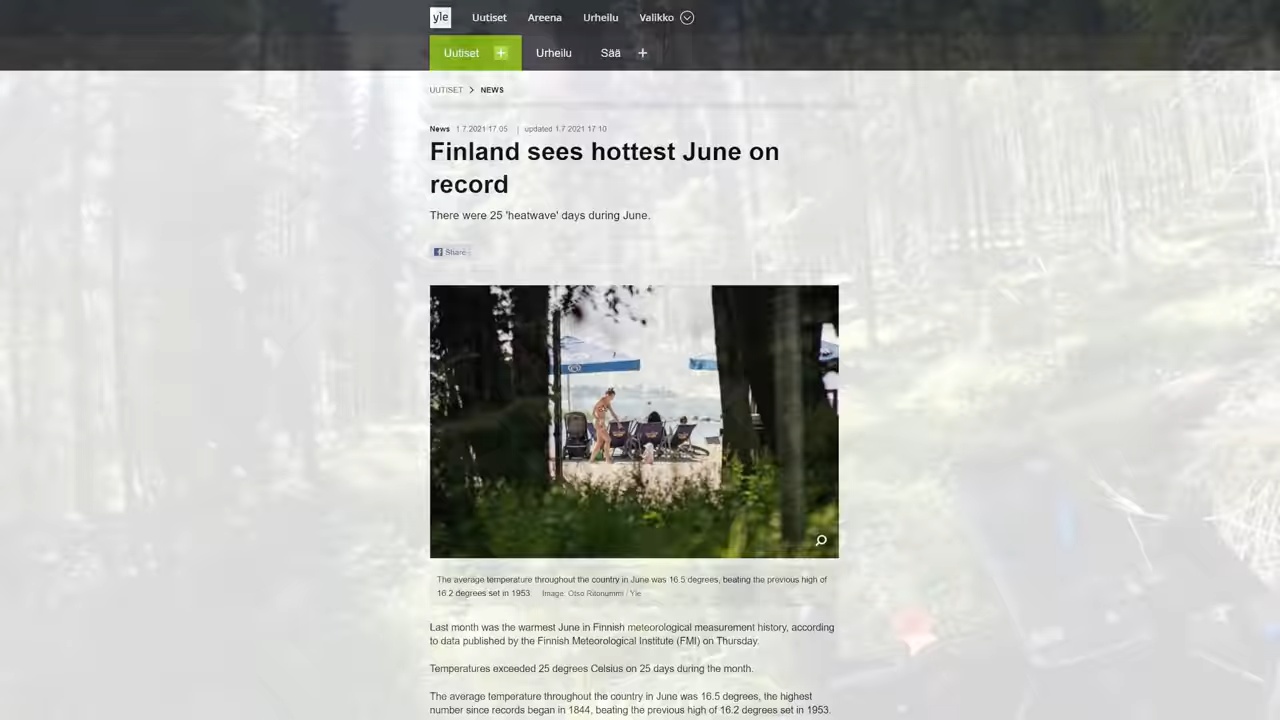 yle Uutiset Areena Urheilu Valikko
Uutiset + Urheilu Sää +
UUTISET > NEWS
News 1.7.2021 17.05 | updated 1.7.2021 17.10
Finland sees hottest June on
record
There were 25 'heatwave' days during June.
Share
The average temperature throughout the country in June was 16.5 degrees, beating the previous high of
16.2 degrees set in 1953. Image: Otso Ritonummi / Yle
Last month was the warmest June in Finnish meteorological measurement history, according
to data published by the Finnish Meteorological Institute (FMI) on Thursday.
Temperatures exceeded 25 degrees Celsius on 25 days during the month.
The average temperature throughout the country in June was 16.5 degrees, the highest
number since records began in 1844, beating the previous high of 16.2 degrees set in 1953.